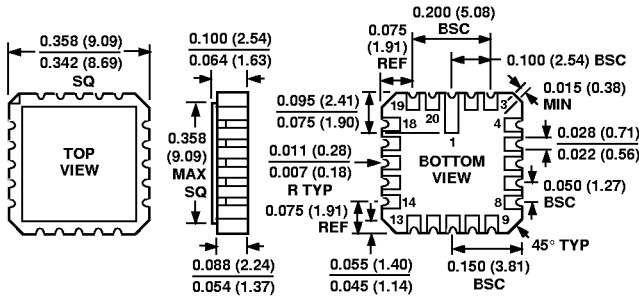 0.358 (9.09)
0.342 (8.69)
SQ
TOP
VIEW
0.100 (2.54)
0.064 (1.63)
0.358
(9.09)
MAX
SQ
0.088 (2.24)
0.054 (1.37)
0.075
(1.91)
REF
0.200 (5.08)
BSC
0.100 (2.54) BSC
0.015 (0.38)
MIN
0.095 (2.41)
0.075 (1.90)
0.011 (0.28)
0.007 (0.18)
R TYP
0.075 (1.91)
REF
0.055 (1.40)
0.045 (1.14)
19
20
3
18
4
1
BOTTOM
VIEW
14
8
13
9
0.028 (0.71)
0.022 (0.56)
0.050 (1.27)
BSC
45° TYP
0.150 (3.81)
BSC